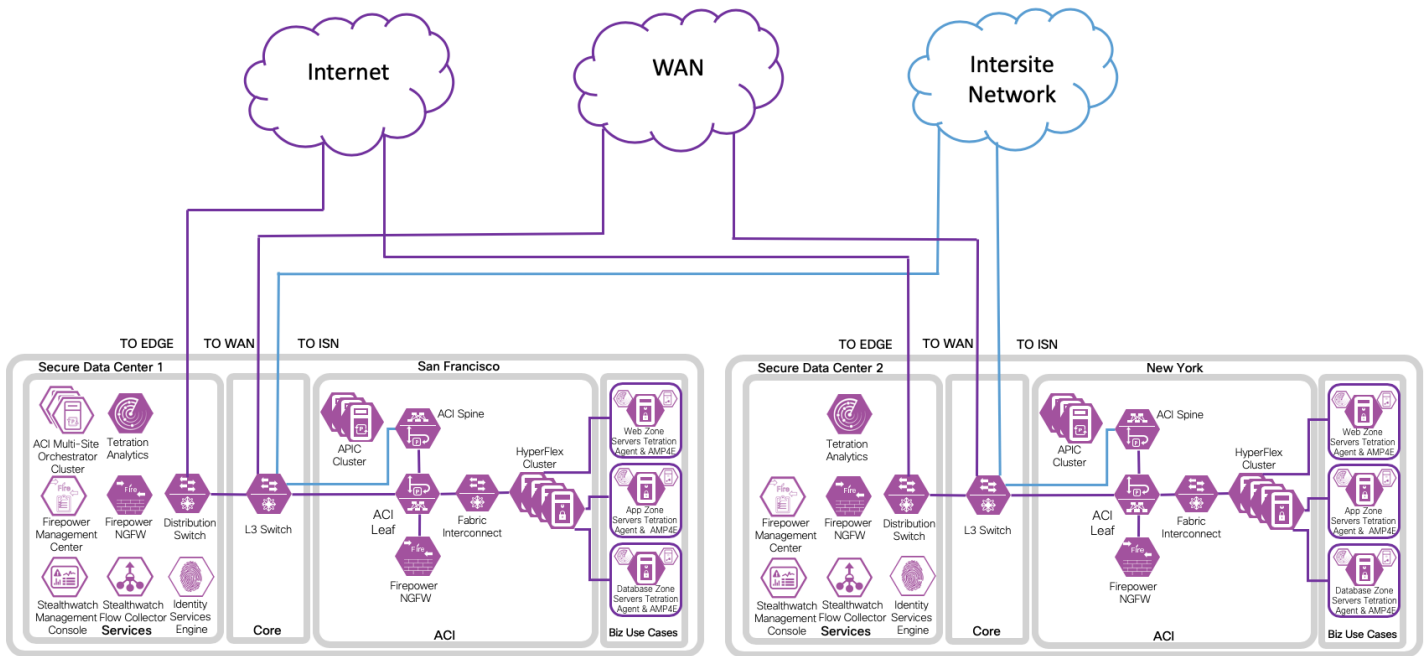 Internet
WAN
Intersite
Network
TO EDGE
TO WAN
TO ISN
TO EDGE
TO WAN
TO ISN
Secure Data Center 1
San Francisco
ACI Multi-Site
Orchestrator
Cluster
Tetration
Analytics
Firepower
Management
Center
Firepower
NGFW
Distribution
Switch
Stealthwatch
Management
Console
Stealthwatch
Flow Collector
Identity
Services
Engine
Services
L3 Switch
Core
APIC
Cluster
ACI Spine
ACI
Leaf
Fabric
Interconnect
HyperFlex
Cluster
Firepower
NGFW
ACI
Web Zone
Servers Tetration
Agent & AMP4E
App Zone
Servers Tetration
Agent & AMP4E
Database Zone
Servers Tetration
Agent & AMP4E
Biz Use Cases
Secure Data Center 2
New York
Tetration
Analytics
Firepower
Management
Center
Firepower
NGFW
Distribution
Switch
Stealthwatch
Management
Console
Stealthwatch
Flow Collector
Identity
Services
Engine
Services
L3 Switch
Core
APIC
Cluster
ACI Spine
ACI
Leaf
Fabric
Interconnect
HyperFlex
Cluster
Firepower
NGFW
ACI
Web Zone
Servers Tetration
Agent & AMP4E
App Zone
Servers Tetration
Agent & AMP4E
Database Zone
Servers Tetration
Agent & AMP4E
Biz Use Cases